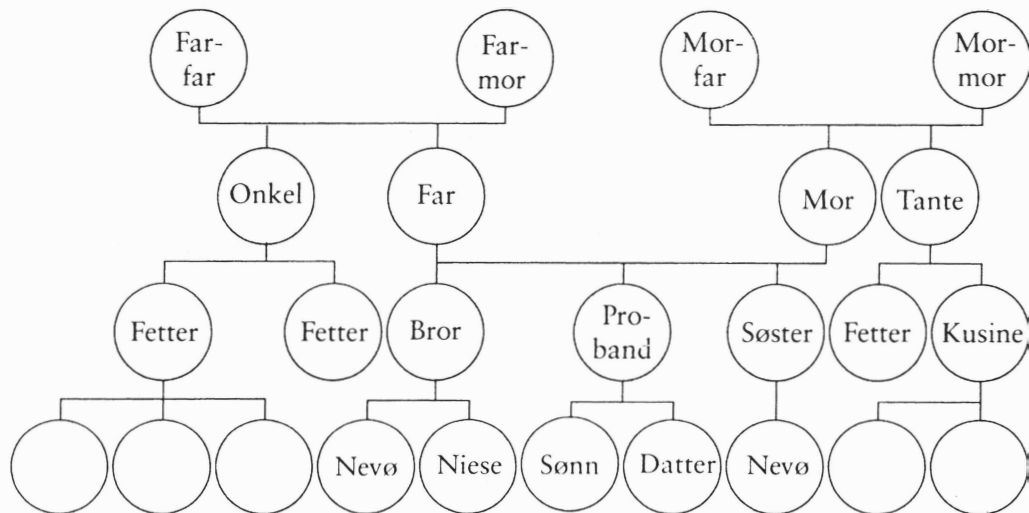 Far-
far
Far-
mor
Mor-
far
Mor-
mor
Onkel
Far
Mor
Tante
Fetter
Fetter
Bror
Pro-
band
Søster
Fetter
Kusine
Nevø
Niese
Sønn
Datter
Nevø